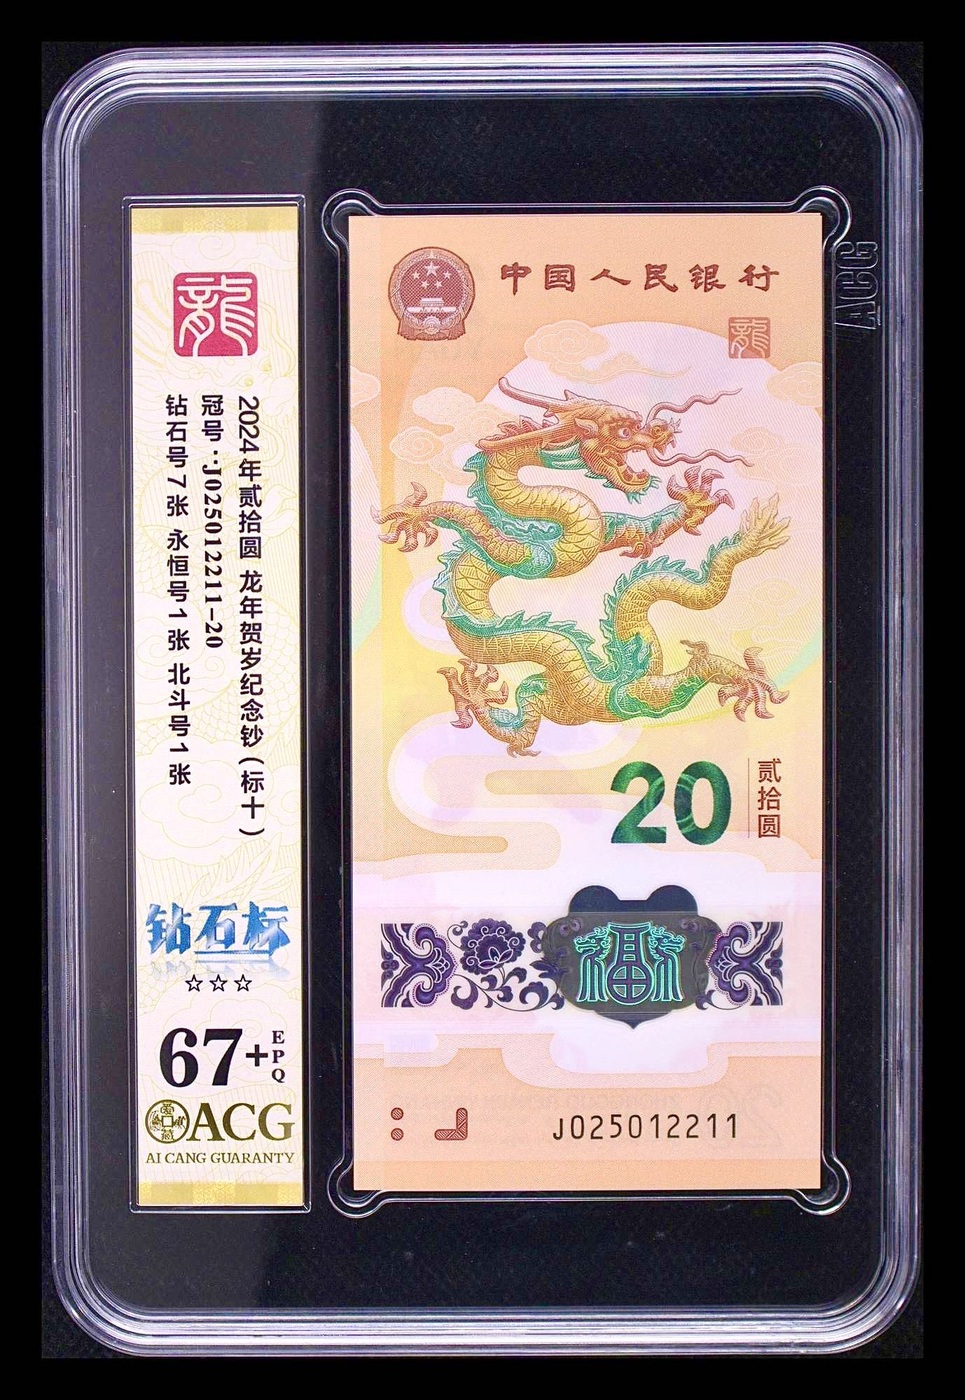 龍
2024年贰拾圆 龙年贺岁纪念钞(标十)
冠号:J025012211-20
钻石号7张 永恒号1张 北斗号1张
钻石标
☆☆☆
67+
EPQ
ACG
AI CANG GUARANTY
中国人民银行
龍
20
贰拾圆
福
J025012211
ACG